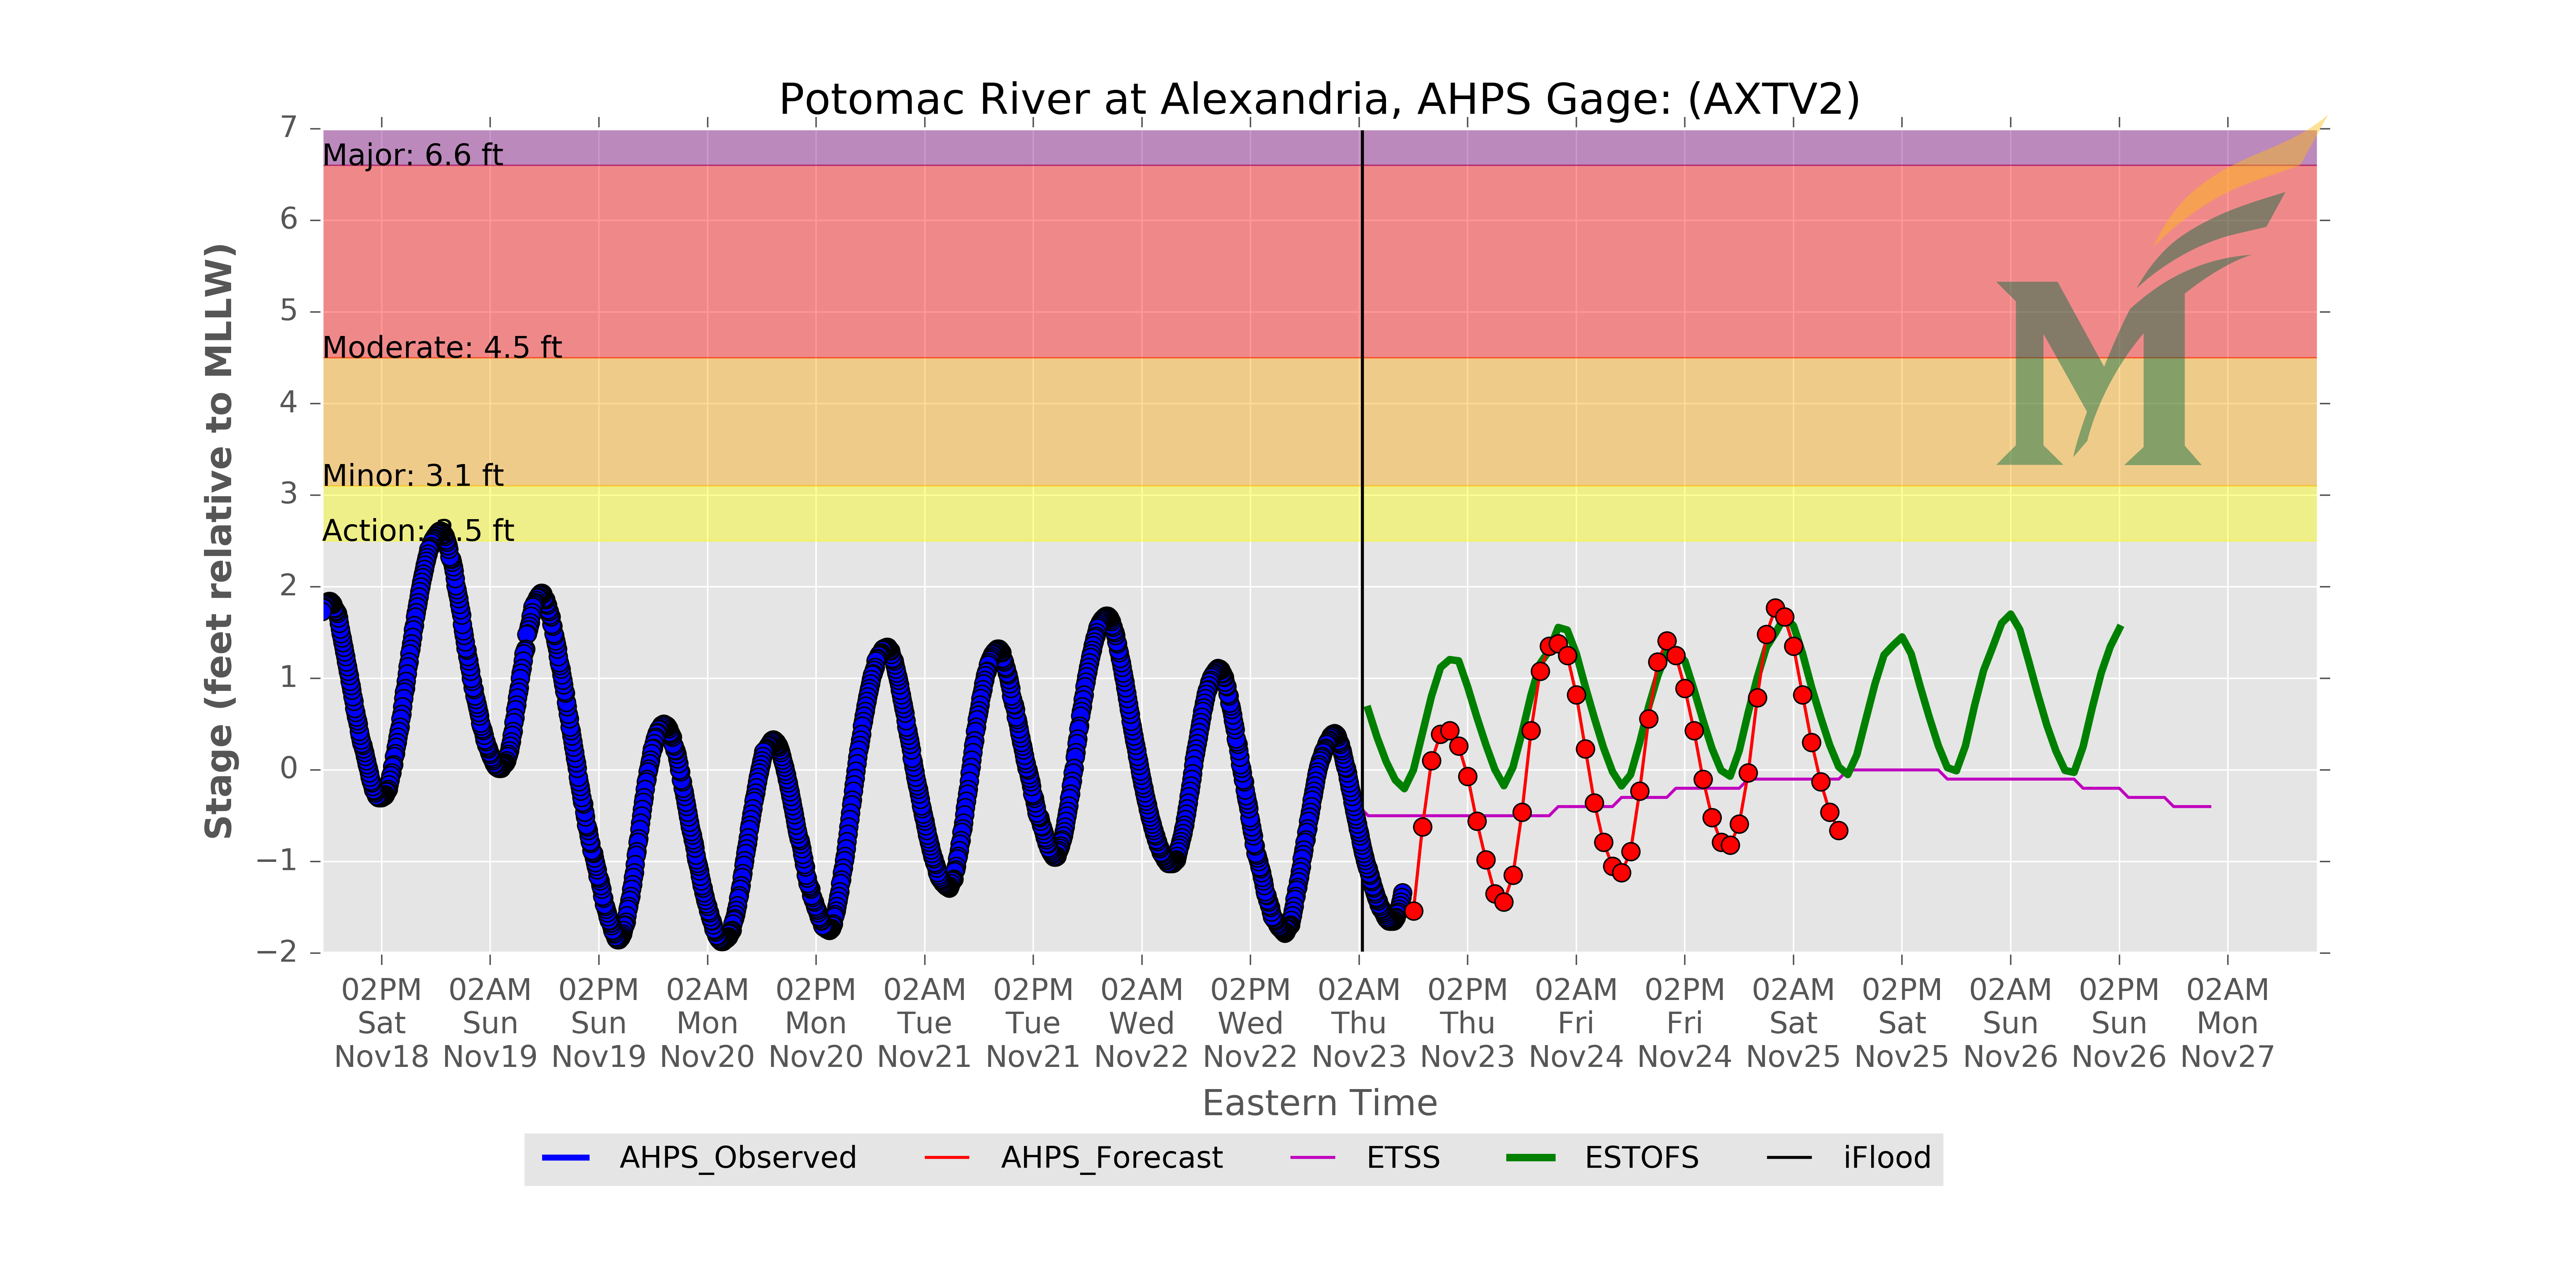 Potomac River at Alexandria, AHPS Gage: (AXTV2)
7
6
5
4
3
2
1
0
−1
−2
Stage (feet relative to MLLW)
Major: 6.6 ft
Moderate: 4.5 ft
Minor: 3.1 ft
Action: .5 ft
M
02PM 02AM 02PM 02AM 02PM 02AM 02PM 02AM 02PM 02AM 02PM 02AM 02PM 02AM 02PM 02AM 02PM 02AM
Sat Sun Sun Mon Mon Tue Tue Wed Wed Thu Thu Fri Fri Sat Sat Sun Sun Mon
Nov18 Nov19 Nov19 Nov20 Nov20 Nov21 Nov21 Nov22 Nov22 Nov23 Nov23 Nov24 Nov24 Nov25 Nov25 Nov26 Nov26 Nov27
Eastern Time
AHPS_Observed AHPS_Forecast ETSS ESTOFS iFlood